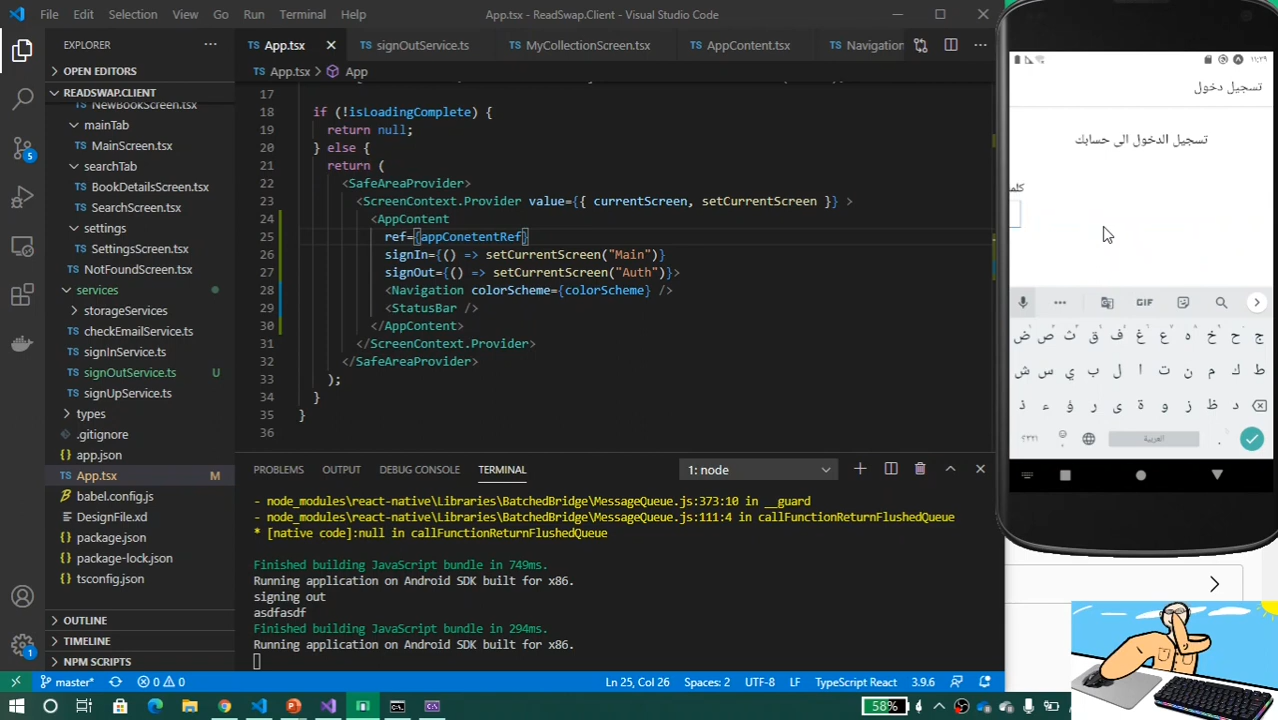 File Edit Selection View Go Run Terminal Help App.tsx - ReadSwap.Client - Visual Studio Code
EXPLORER
App.tsx signOutService.ts MyCollectionScreen.tsx AppContent.tsx Navigation
OPEN EDITORS
App.tsx > App
READSWAP.CLIENT
NewBookScreen.tsx
mainTab
MainScreen.tsx
searchTab
BookDetailsScreen.tsx
SearchScreen.tsx
settings
SettingsScreen.tsx
NotFoundScreen.tsx
services
storageServices
checkEmailService.ts
signInService.ts
signOutService.ts U
signUpService.ts
types
.gitignore
app.json
App.tsx M
babel.config.js
DesignFile.xd
package.json
package-lock.json
tsconfig.json
OUTLINE
TIMELINE
NPM SCRIPTS
17
18 if (!isLoadingComplete) {
19 return null;
20 } else {
21 return (
22 <SafeAreaProvider>
23 <ScreenContext.Provider value={{ currentScreen, setCurrentScreen }} >
24 <AppContent
25 ref={appConetentRef}
26 signIn={() => setCurrentScreen("Main")}
27 signOut={() => setCurrentScreen("Auth")}>
28 <Navigation colorScheme={colorScheme} />
29 <StatusBar />
30 </AppContent>
31 </ScreenContext.Provider>
32 </SafeAreaProvider>
33 );
34 }
35 }
36
PROBLEMS OUTPUT DEBUG CONSOLE TERMINAL 1: node
- node_modules\react-native\Libraries\BatchedBridge\MessageQueue.js:373:10 in __guard
- node_modules\react-native\Libraries\BatchedBridge\MessageQueue.js:111:4 in callFunctionReturnFlushedQueue
* [native code]:null in callFunctionReturnFlushedQueue
Finished building JavaScript bundle in 749ms.
Running application on Android SDK built for x86.
signing out
asdfasdf
Finished building JavaScript bundle in 294ms.
Running application on Android SDK built for x86.
master* 0 0 Ln 25, Col 26 Spaces: 2 UTF-8 LF TypeScript React 3.9.6
58%
١١:٢٩
تسجيل دخول
تسجيل الدخول الى حسابك
كلمة
GIF
ض ص ث ق ف غ ع ه خ ح ج
ش س ي ب ل ا ت ن م ك ط
ذ ء ؤ ر ى ة و ز ظ د
؟٣٢١ العربية .